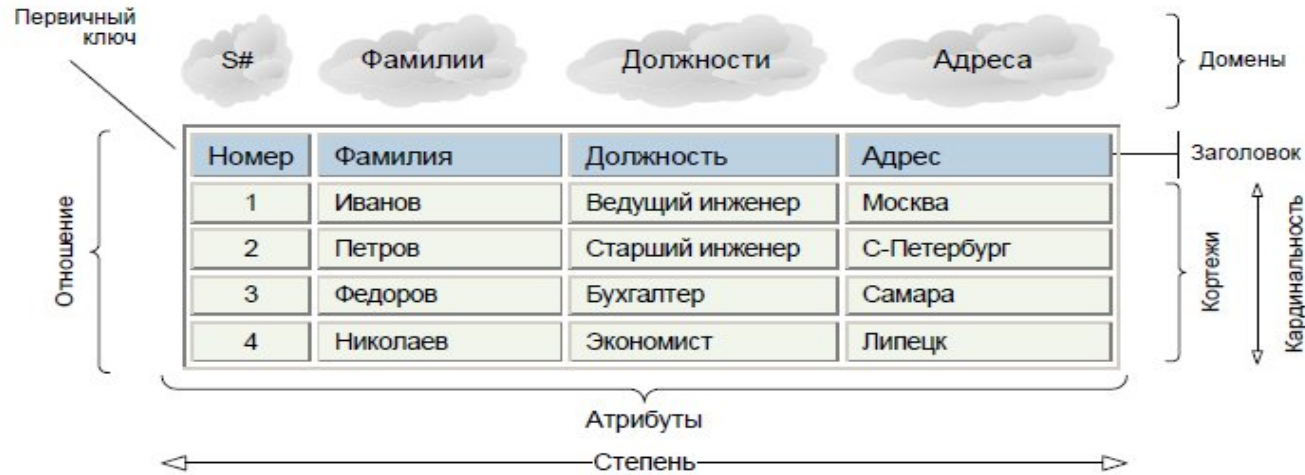 Первичный
ключ
S#
Фамилии
Должности
Адреса
Домены
Номер
Фамилия
Должность
Адрес
Заголовок
1
Иванов
Ведущий инженер
Москва
2
Петров
Старший инженер
С-Петербург
3
Федоров
Бухгалтер
Самара
4
Николаев
Экономист
Липецк
Отношение
Кортежи
Кардинальность
Атрибуты
Степень